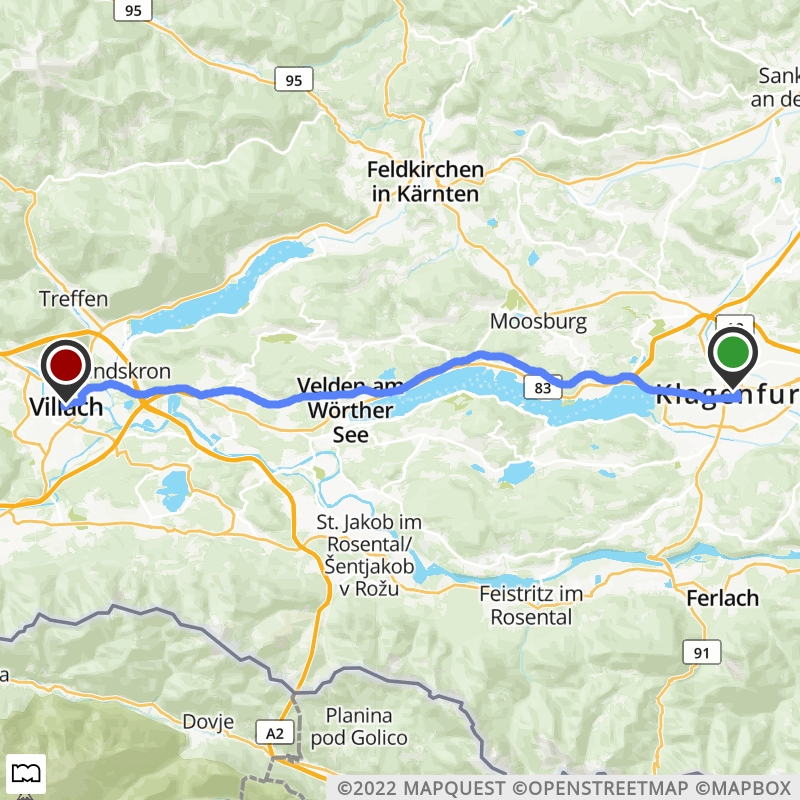 95
95
Sank
an de
Feldkirchen
in Kärnten
Treffen
Moosburg
ndskron
Velden am
Wörther
See
83
Klagenfur
Villach
St. Jakob im
Rosental/
Šentjakob
v Rožu
Feistritz im
Rosental
Ferlach
91
a
Dovje
A2
Planina
pod Golico
©2022 MAPQUEST ©OPENSTREETMAP ©MAPBOX